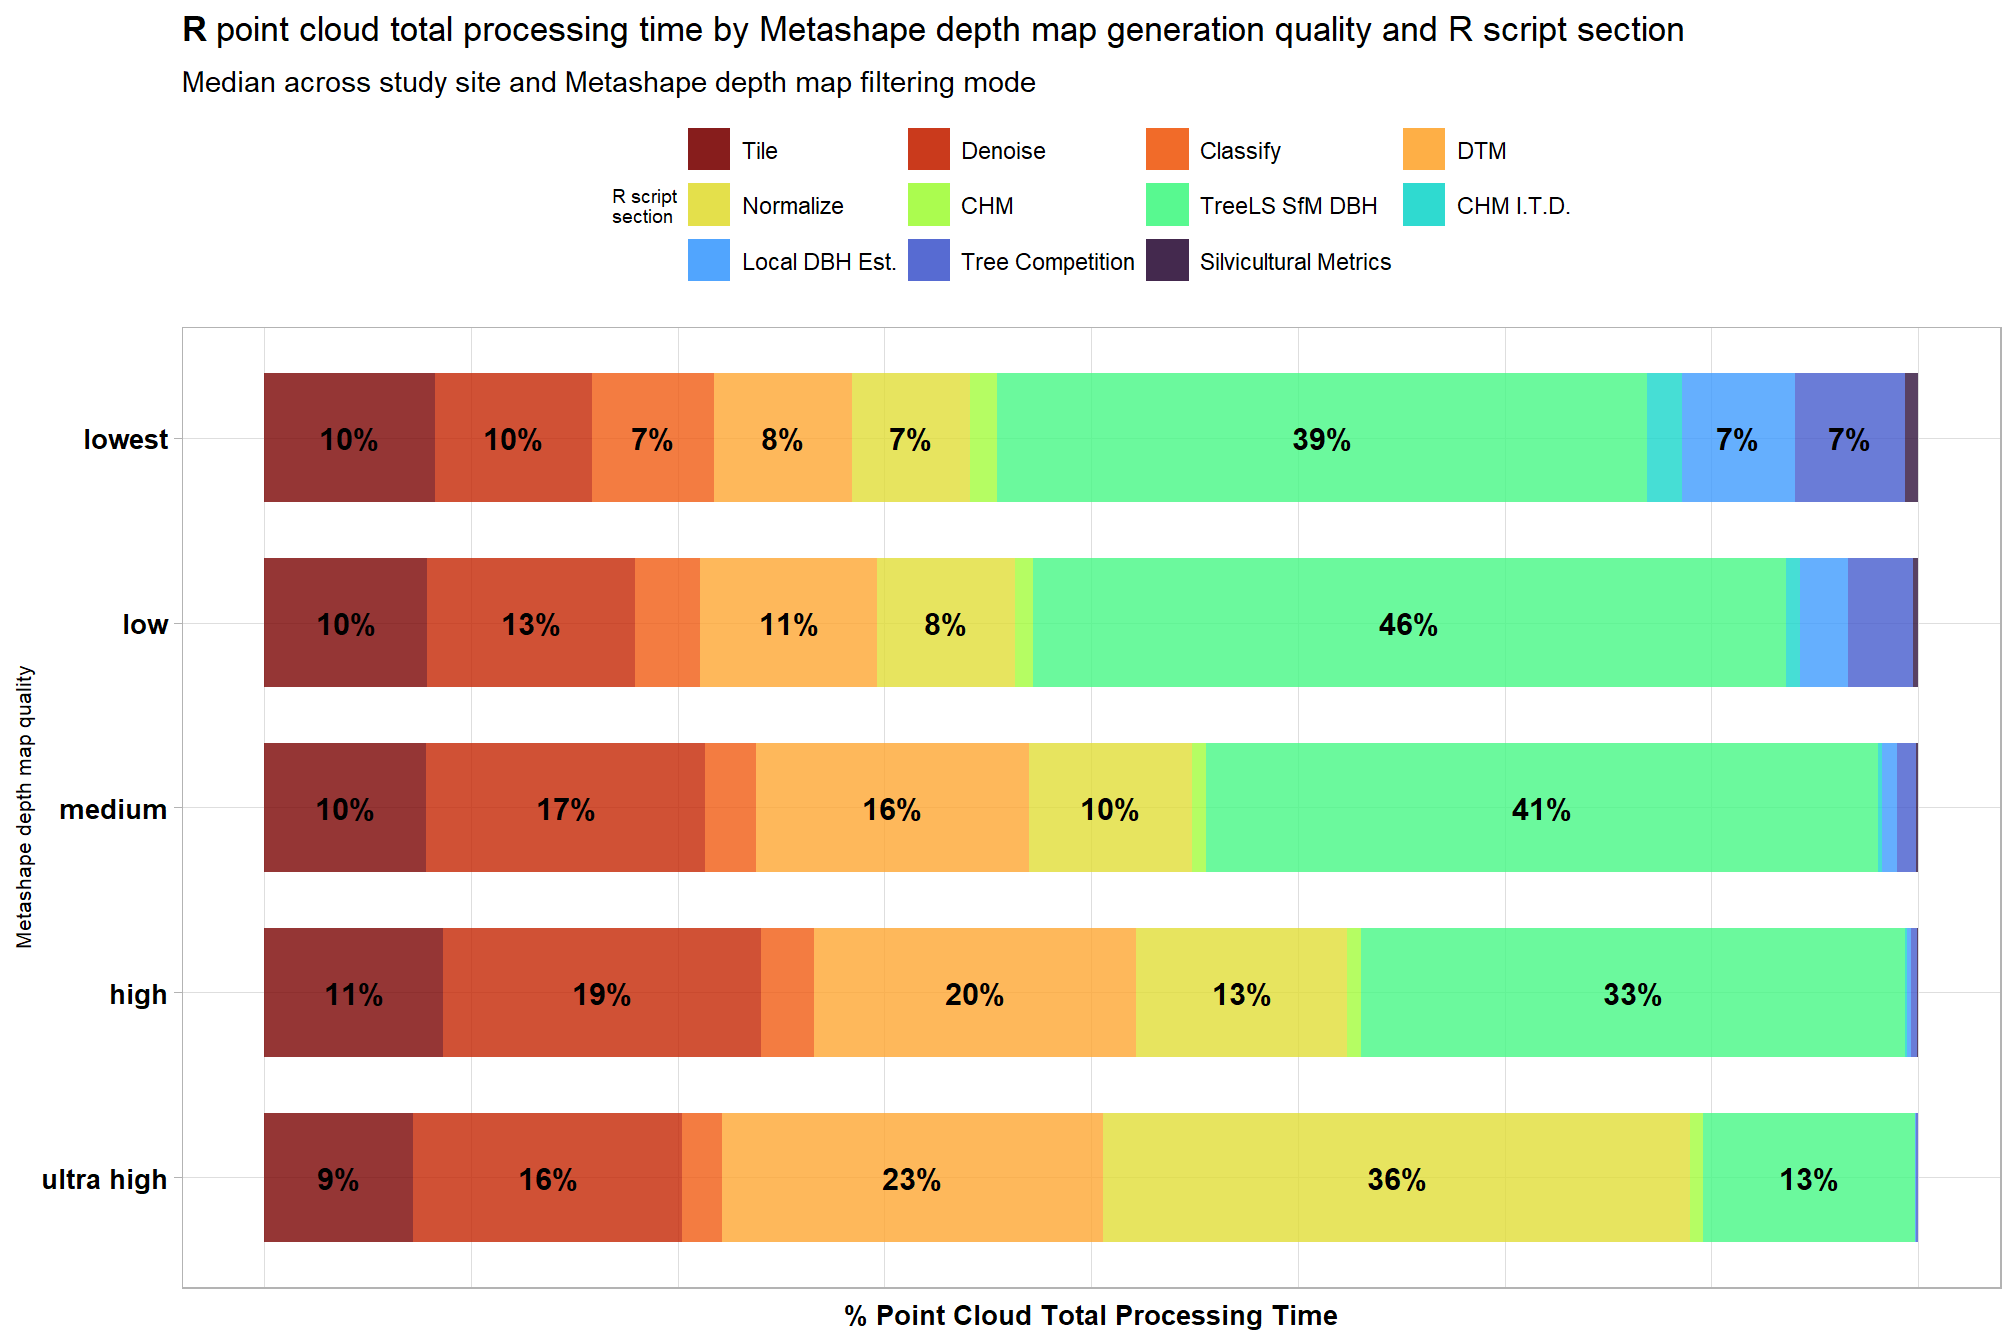 R point cloud total processing time by Metashape depth map generation quality and R script section
Median across study site and Metashape depth map filtering mode
R script
section
Tile
Denoise
Classify
DTM
Normalize
CHM
TreeLS SfM DBH
CHM I.T.D.
Local DBH Est.
Tree Competition
Silvicultural Metrics
Metashape depth map quality
lowest
10%
10%
7%
8%
7%
39%
7%
7%
low
10%
13%
11%
8%
46%
medium
10%
17%
16%
10%
41%
high
11%
19%
20%
13%
33%
ultra high
9%
16%
23%
36%
13%
% Point Cloud Total Processing Time